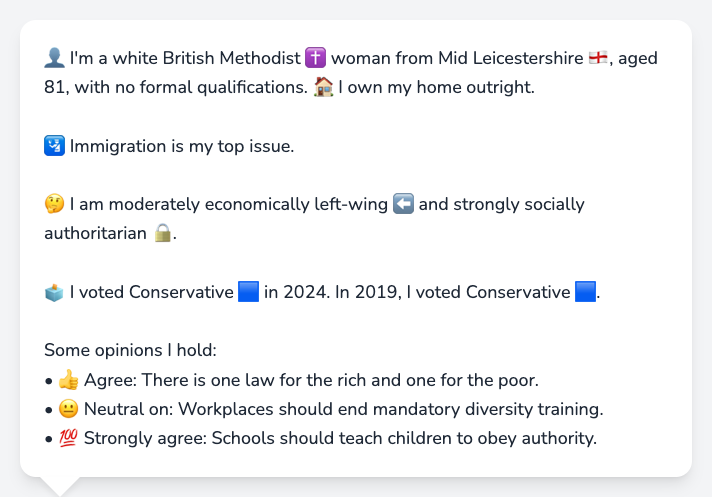 👤 I'm a white British Methodist ✝️ woman from Mid Leicestershire 🏴󠁧󠁢󠁥󠁮󠁧󠁿, aged
81, with no formal qualifications. 🏠 I own my home outright.
🛂 Immigration is my top issue.
🤔 I am moderately economically left-wing ⬅️ and strongly socially
authoritarian 🔒.
🗳️ I voted Conservative 🟦 in 2024. In 2019, I voted Conservative 🟦.
Some opinions I hold:
• 👍 Agree: There is one law for the rich and one for the poor.
• 😐 Neutral on: Workplaces should end mandatory diversity training.
• 💯 Strongly agree: Schools should teach children to obey authority.